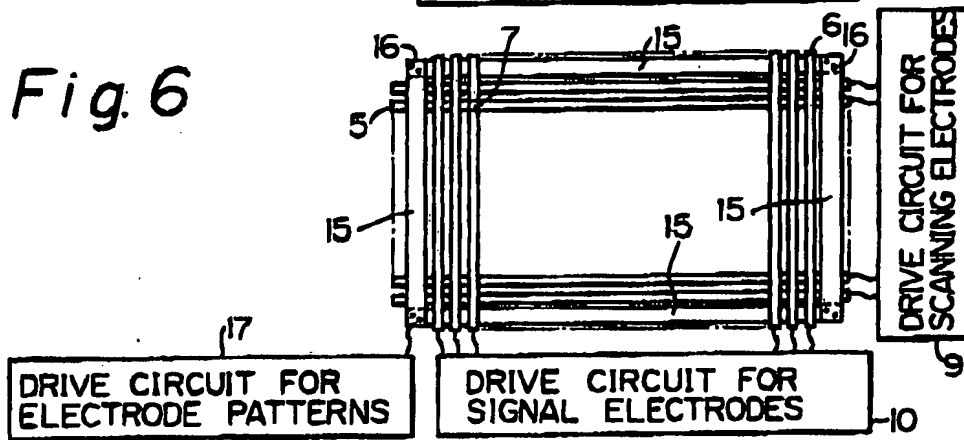 Fig. 6
16
7
15
6
16
5
15
15
15
DRIVE CIRCUIT FOR
SCANNING ELECTRODES
9
17
DRIVE CIRCUIT FOR
ELECTRODE PATTERNS
DRIVE CIRCUIT FOR
SIGNAL ELECTRODES
10